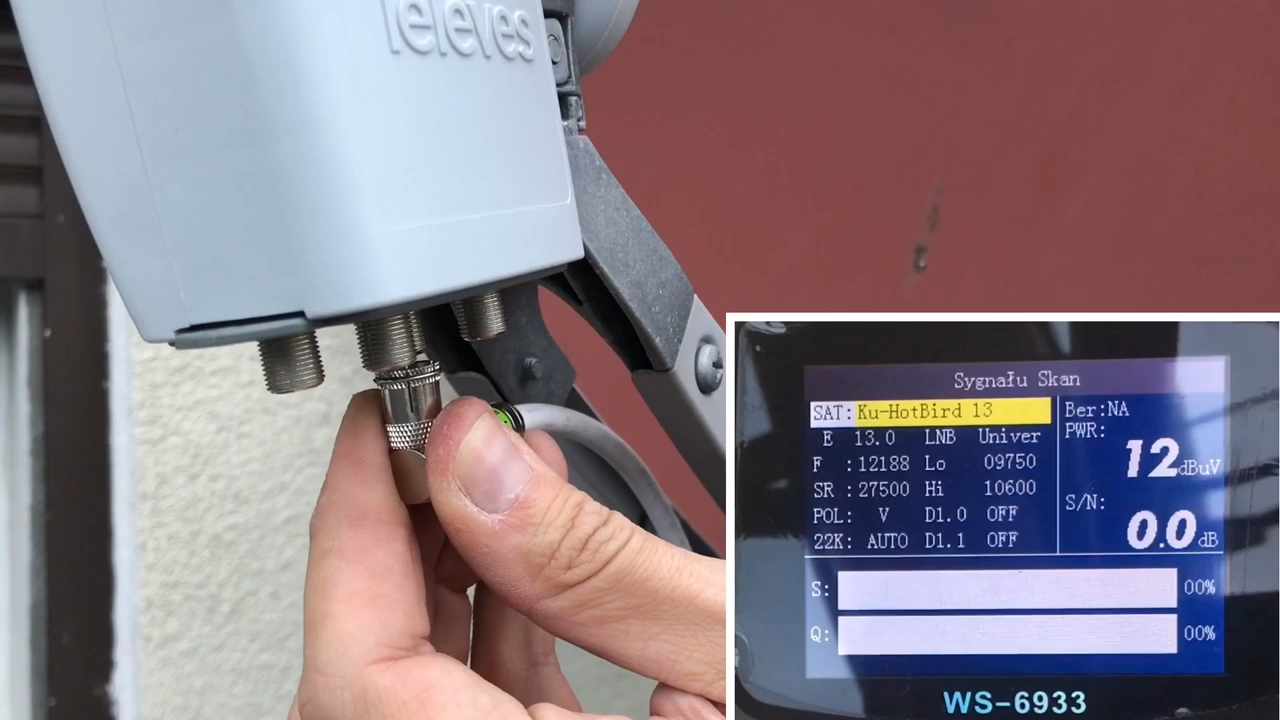 Televes
Sygnału Skan
SAT: Ku-HotBird 13
E 13.0 LNB Univer
F :12188 Lo 09750
SR :27500 Hi 10600
POL: V D1.0 OFF
22K: AUTO D1.1 OFF
Ber:NA
PWR:
12 dBuV
S/N:
0.0 dB
S: 00%
Q: 00%
WS-6933